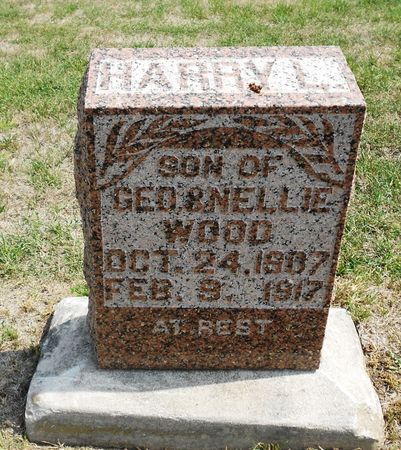 HARRY L.
SON OF
GEO. & NELLIE
WOOD
OCT. 24, 1907
FEB. 9, 1917
AT REST